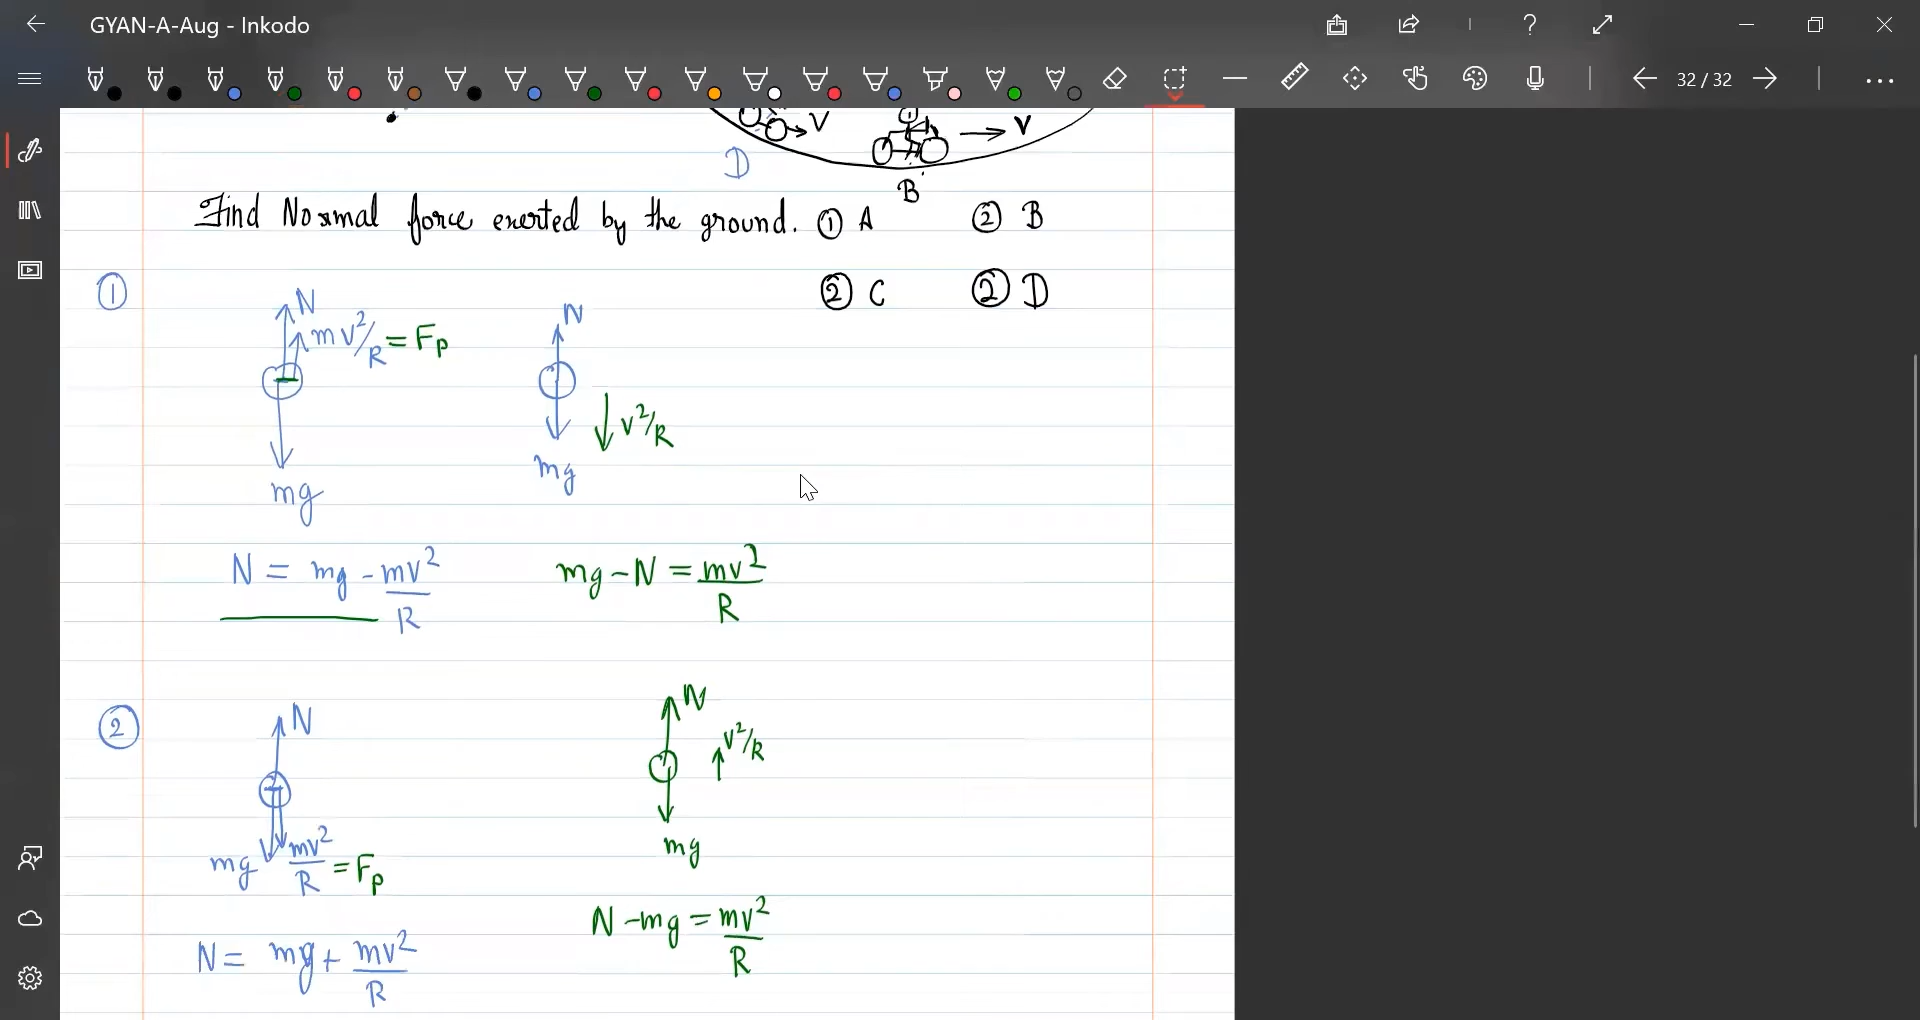 GYAN-A-Aug - Inkodo
32 / 32
V
V
D
B
Find Normal force exerted by the ground. ① A ② B
② C ② D
①
N
mv²/R = Fp
mg
N
v²/R
mg
N = mg - mv²/R
mg - N = mv²/R
②
N
mg
mv²/R = Fp
N
v²/R
mg
N = mg + mv²/R
N - mg = mv²/R